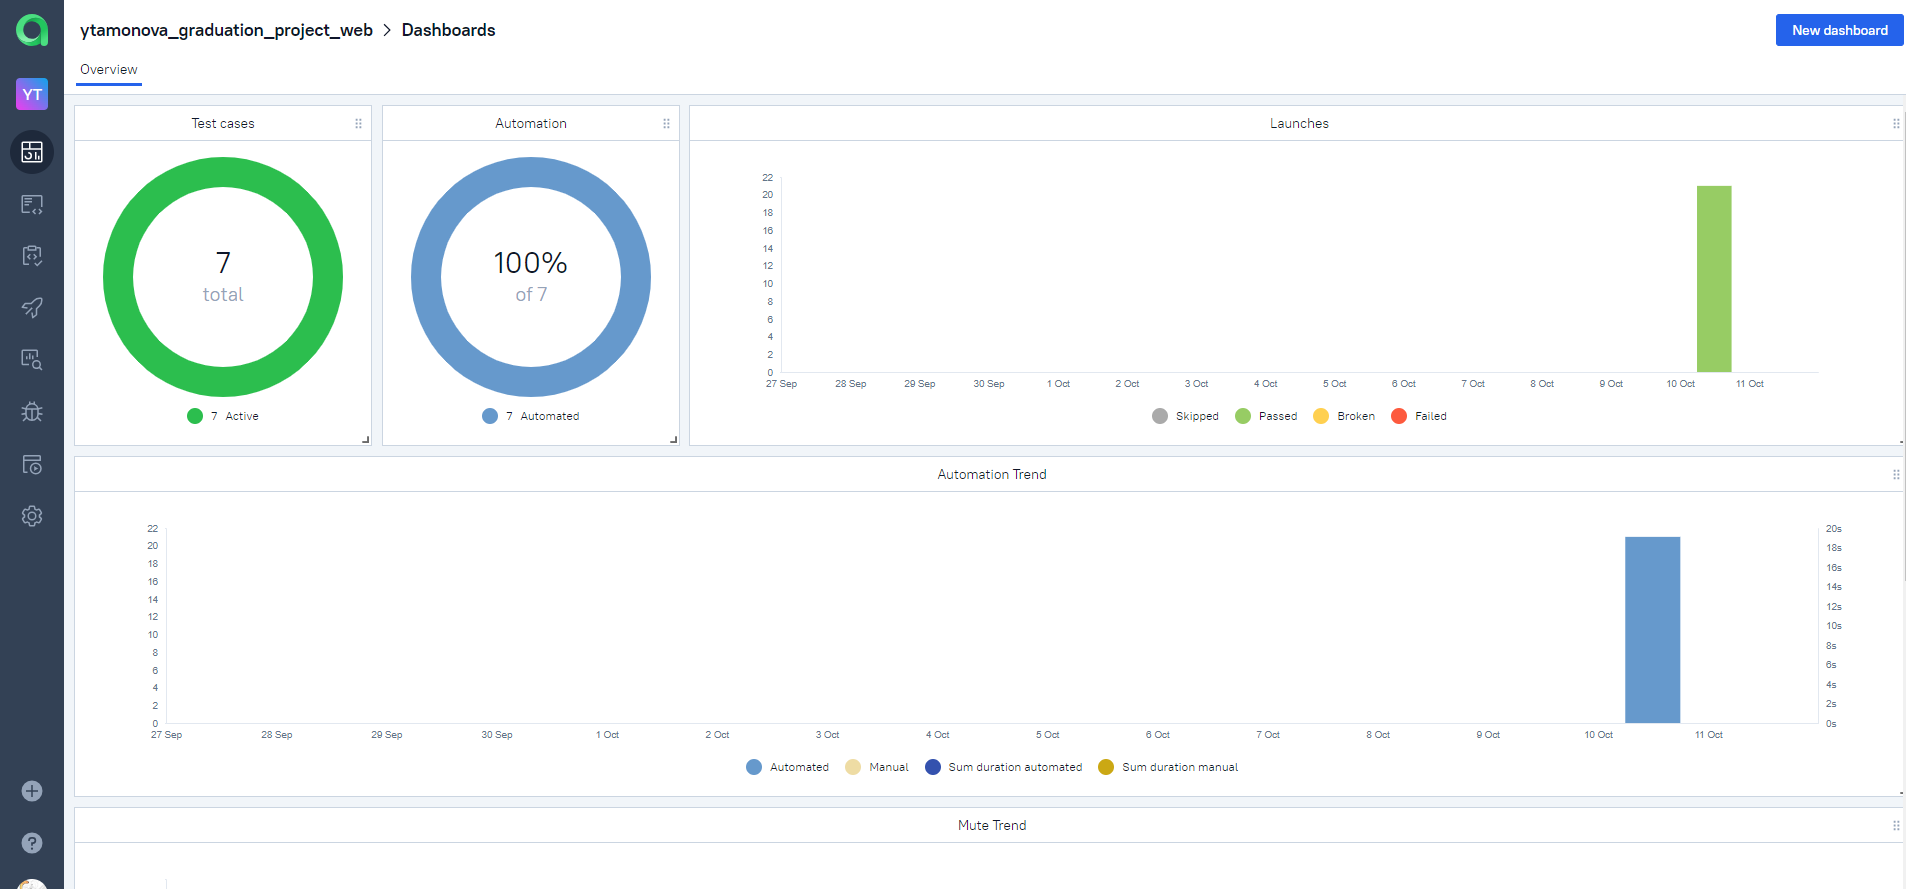 ytamonova_graduation_project_web > Dashboards
New dashboard
YT
Overview
Test cases
7
total
7 Active
Automation
100%
of 7
7 Automated
Launches
22
20
18
16
14
12
10
8
6
4
2
0
27 Sep 28 Sep 29 Sep 30 Sep 1 Oct 2 Oct 3 Oct 4 Oct 5 Oct 6 Oct 7 Oct 8 Oct 9 Oct 10 Oct 11 Oct
Skipped Passed Broken Failed
Automation Trend
22
20
18
16
14
12
10
8
6
4
2
0
20s
18s
16s
14s
12s
10s
8s
6s
4s
2s
0s
27 Sep 28 Sep 29 Sep 30 Sep 1 Oct 2 Oct 3 Oct 4 Oct 5 Oct 6 Oct 7 Oct 8 Oct 9 Oct 10 Oct 11 Oct
Automated Manual Sum duration automated Sum duration manual
Mute Trend